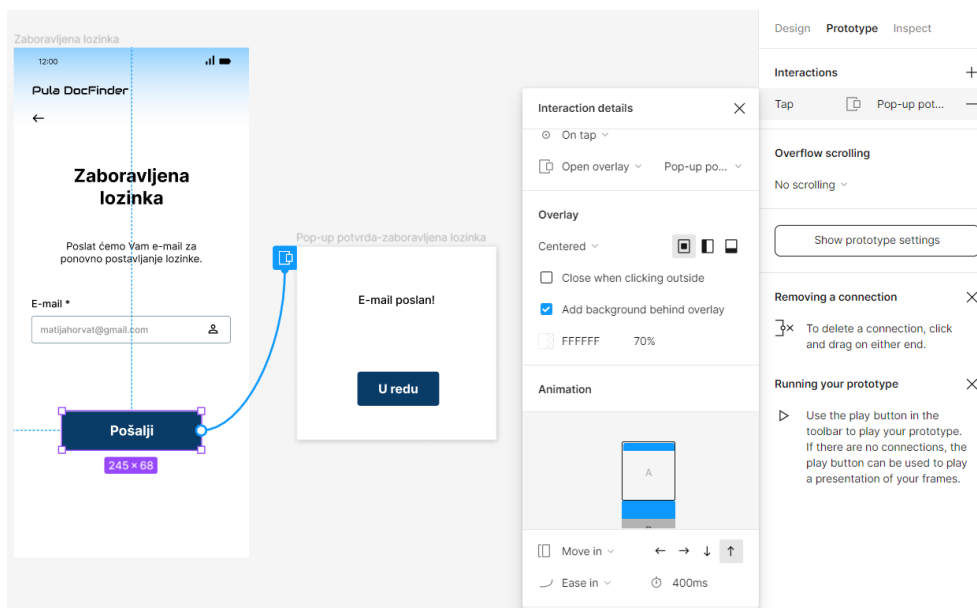 Zaboravljena lozinka
12:00
Pula DocFinder
Zaboravljena
lozinka
Poslat ćemo Vam e-mail za
ponovno postavljanje lozinke.
E-mail *
matijahorvat@gmail.com
Pošalji
245 × 68
Pop-up potvrda-zaboravljena lozinka
E-mail poslan!
U redu
Interaction details
On tap
Open overlay
Pop-up po...
Overlay
Centered
Close when clicking outside
Add background behind overlay
FFFFFF 70%
Animation
A
Move in
Ease in
400ms
Design Prototype Inspect
Interactions
Tap Pop-up pot...
Overflow scrolling
No scrolling
Show prototype settings
Removing a connection
To delete a connection, click
and drag on either end.
Running your prototype
Use the play button in the
toolbar to play your prototype.
If there are no connections, the
play button can be used to play
a presentation of your frames.